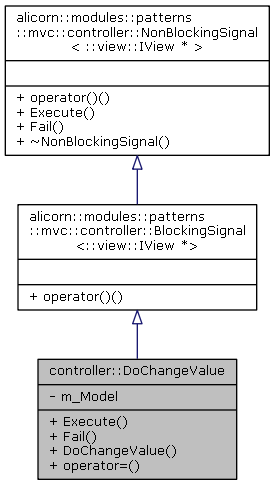 alicorn::modules::patterns
::mvc::controller::NonBlockingSignal
< ::view::IView * >
+ operator()()
+ Execute()
+ Fail()
+ ~NonBlockingSignal()
alicorn::modules::patterns
::mvc::controller::BlockingSignal
<::view::IView *>
+ operator()()
controller::DoChangeValue
- m_Model
+ Execute()
+ Fail()
+ DoChangeValue()
+ operator=()